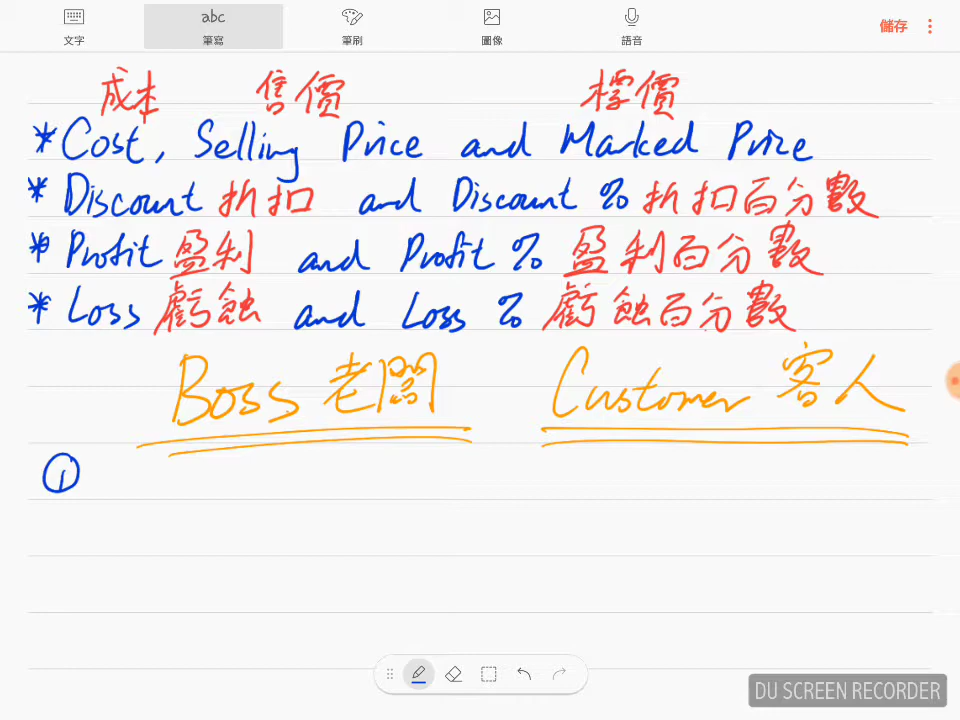 文字 abc 筆寫 筆刷 圖像 語音 儲存
成本 售價 標價
*Cost, Selling Price and Marked Price
*Discount 折扣 and Discount % 折扣百分數
*Profit 盈利 and Profit % 盈利百分數
*Loss 虧蝕 and Loss % 虧蝕百分數
Boss 老闆 Customer 客人
①
DU SCREEN RECORDER